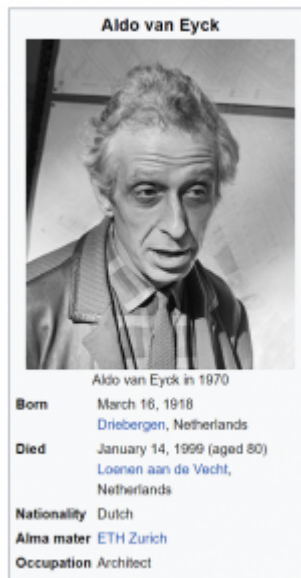 Aldo van Eyck
Aldo van Eyck in 1970
Born March 16, 1918
Driebergen, Netherlands
Died January 14, 1999 (aged 80)
Loenen aan de Vecht,
Netherlands
Nationality Dutch
Alma mater ETH Zurich
Occupation Architect